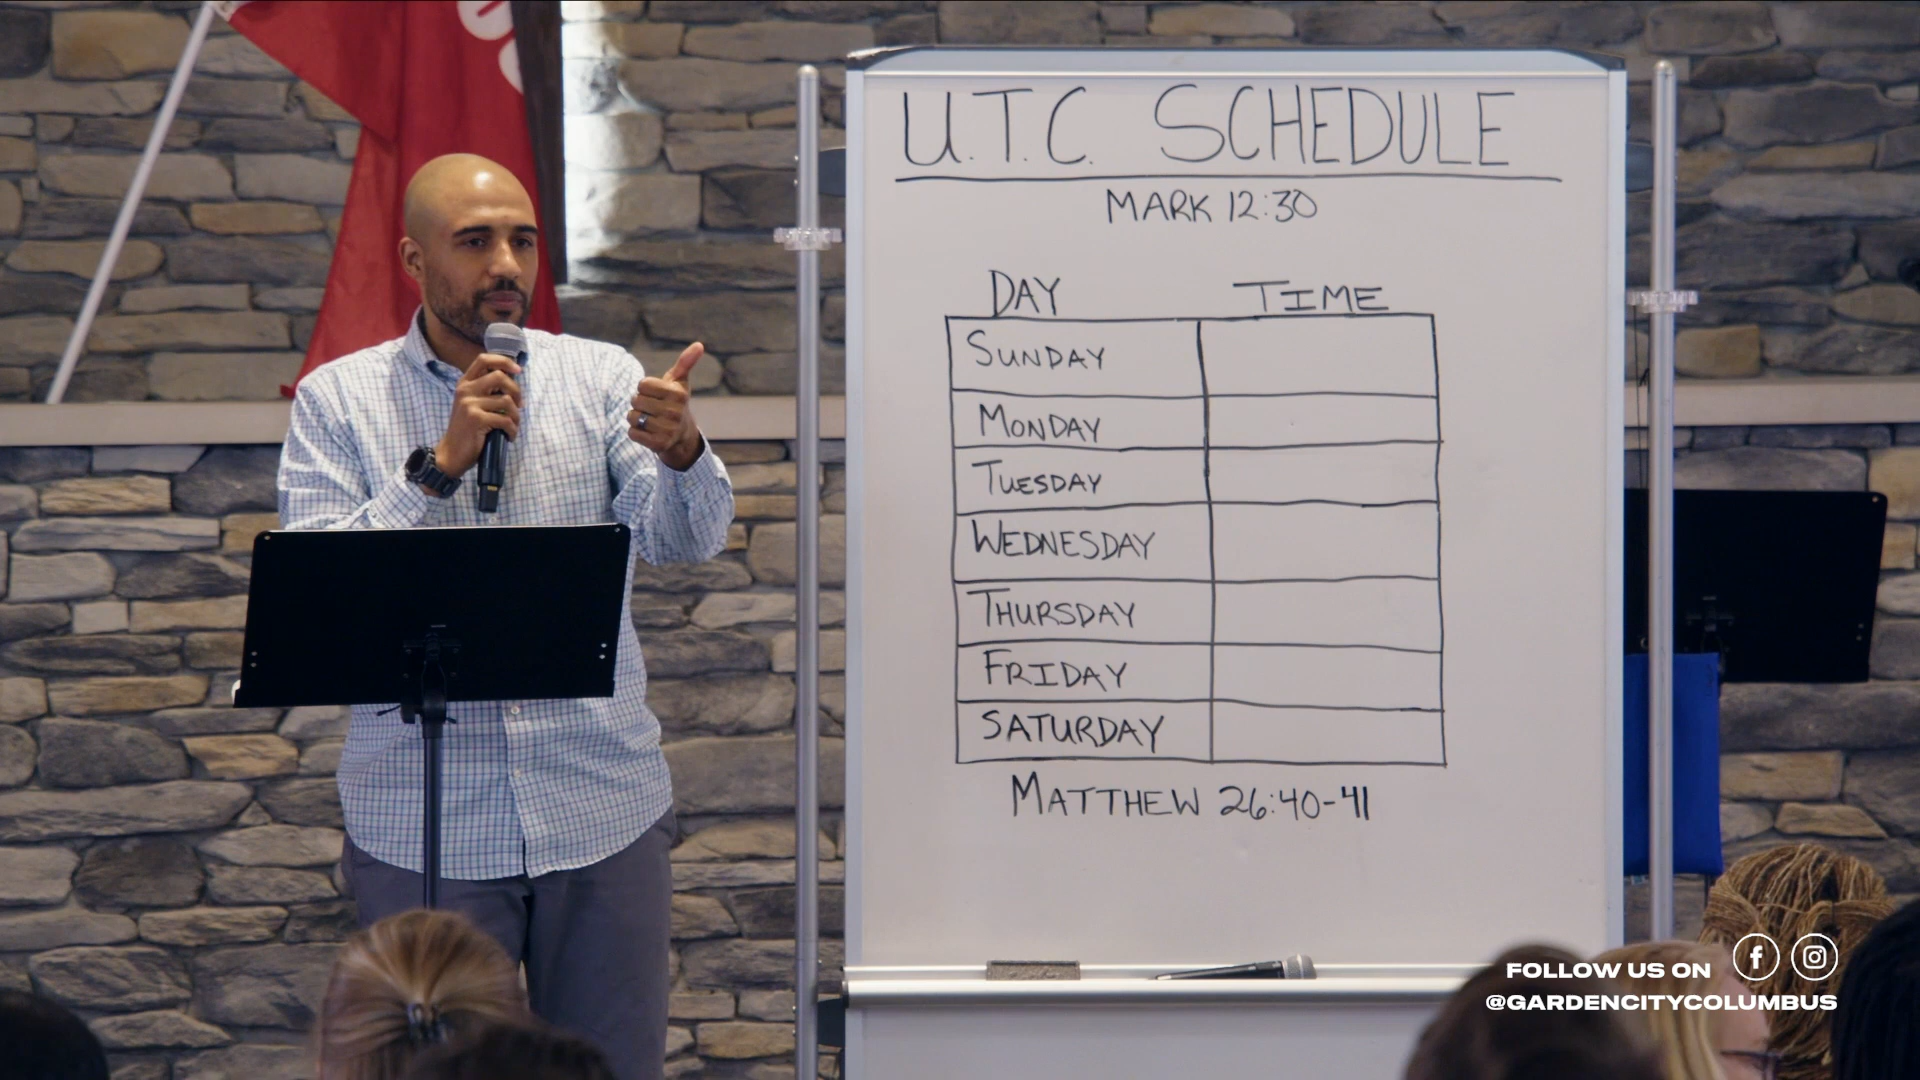 U.T.C. SCHEDULE
MARK 12:30
DAY TIME
SUNDAY
MONDAY
TUESDAY
WEDNESDAY
THURSDAY
FRIDAY
SATURDAY
MATTHEW 26:40-41
FOLLOW US ON
@GARDENCITYCOLUMBUS